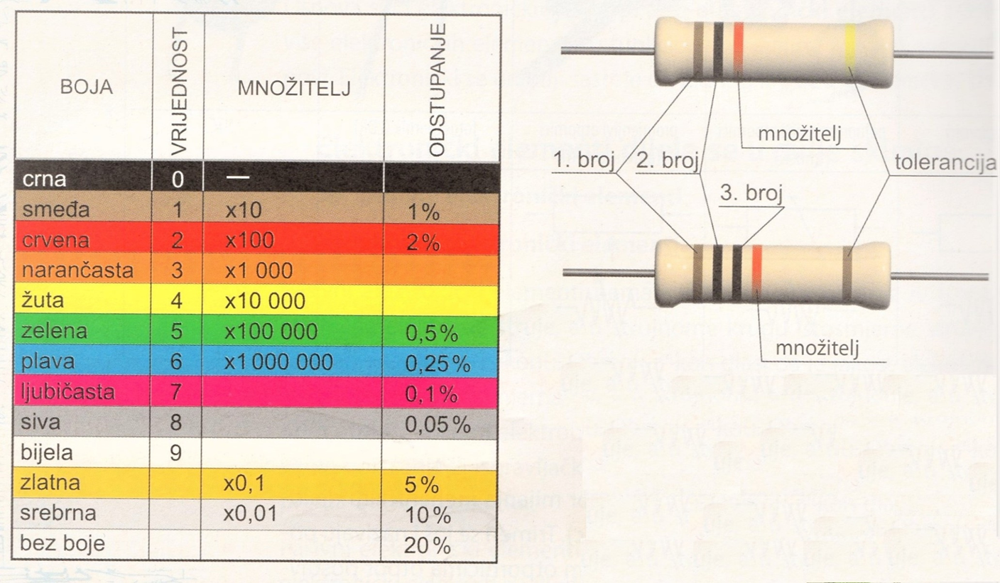 BOJA VRIJEDNOST MNOŽITELJ ODSTUPANJE
crna 0 —
smeđa 1 x10 1%
crvena 2 x100 2%
narančasta 3 x1 000
žuta 4 x10 000
zelena 5 x100 000 0,5%
plava 6 x1 000 000 0,25%
ljubičasta 7 0,1%
siva 8 0,05%
bijela 9
zlatna x0,1 5%
srebrna x0,01 10%
bez boje 20%
množitelj
1. broj 2. broj tolerancija
3. broj
množitelj